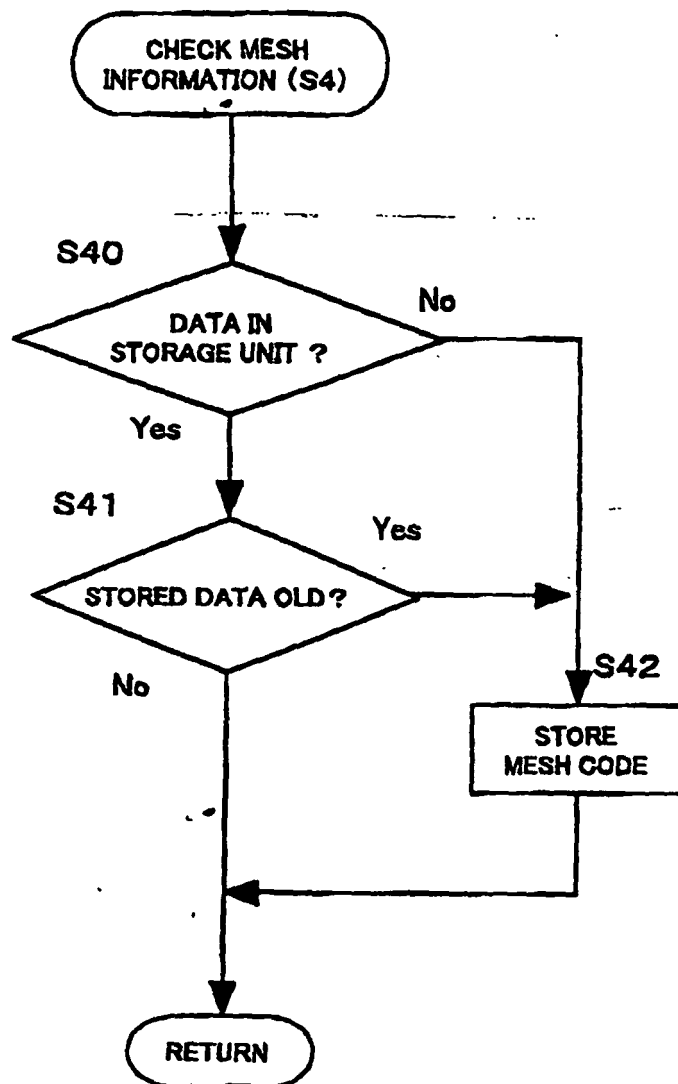 CHECK MESH
INFORMATION (S4)
S40
No
DATA IN
STORAGE UNIT ?
Yes
S41
Yes
STORED DATA OLD ?
No
S42
STORE
MESH CODE
RETURN